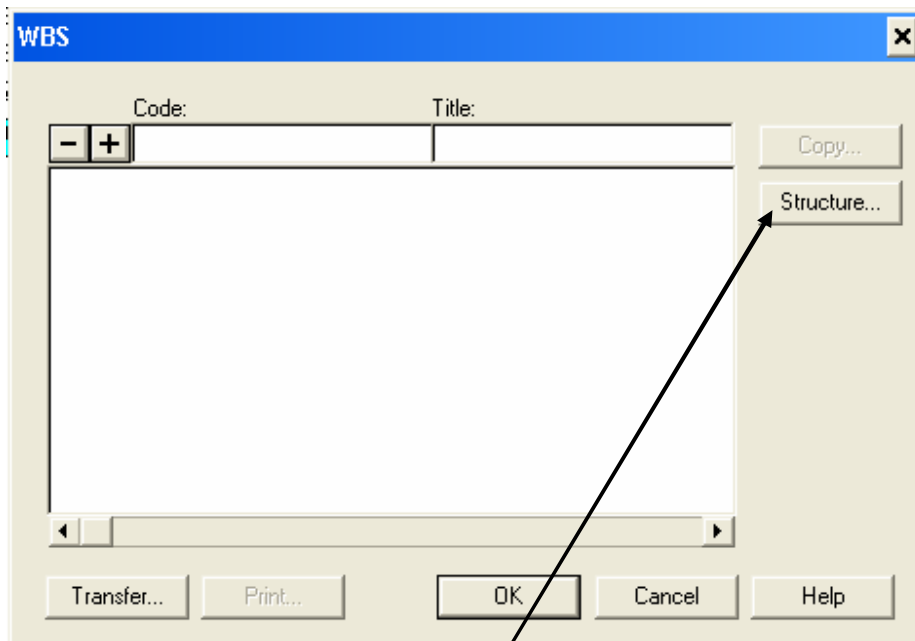 WBS
Code: Title:
- +
Copy...
Structure...
Transfer... Print... OK Cancel Help